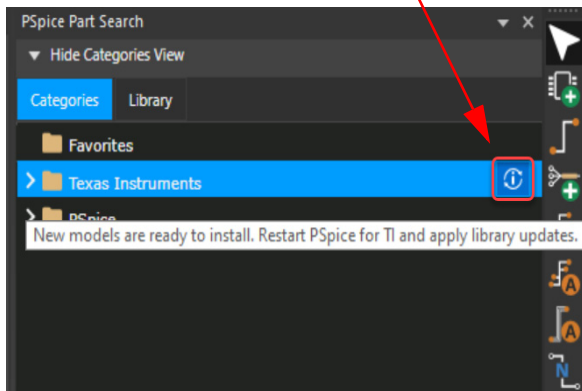 PSpice Part Search
Hide Categories View
Categories Library
Favorites
Texas Instruments
PSpice
New models are ready to install. Restart PSpice for TI and apply library updates.
A
A
N